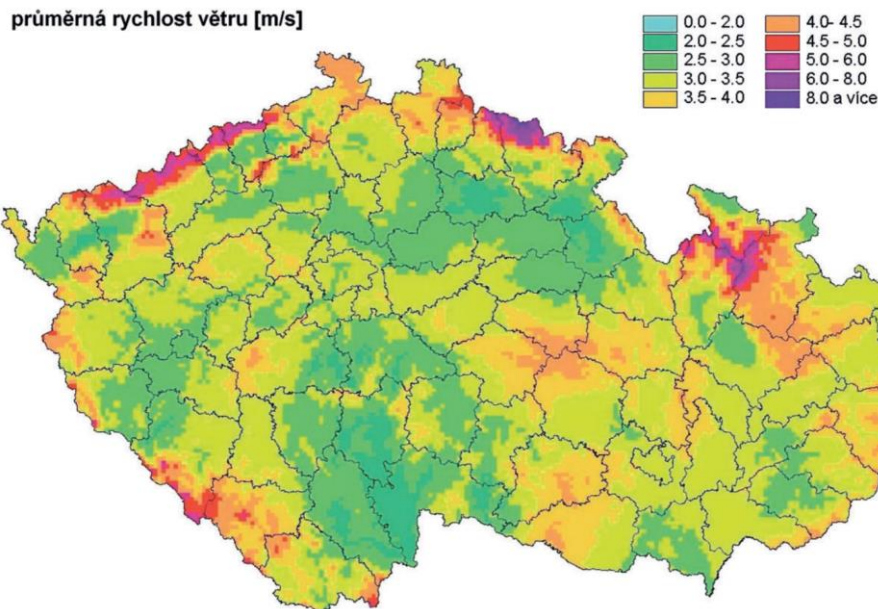 průměrná rychlost větru [m/s]
0.0 - 2.0
2.0 - 2.5
2.5 - 3.0
3.0 - 3.5
3.5 - 4.0
4.0- 4.5
4.5 - 5.0
5.0 - 6.0
6.0 - 8.0
8.0 a více